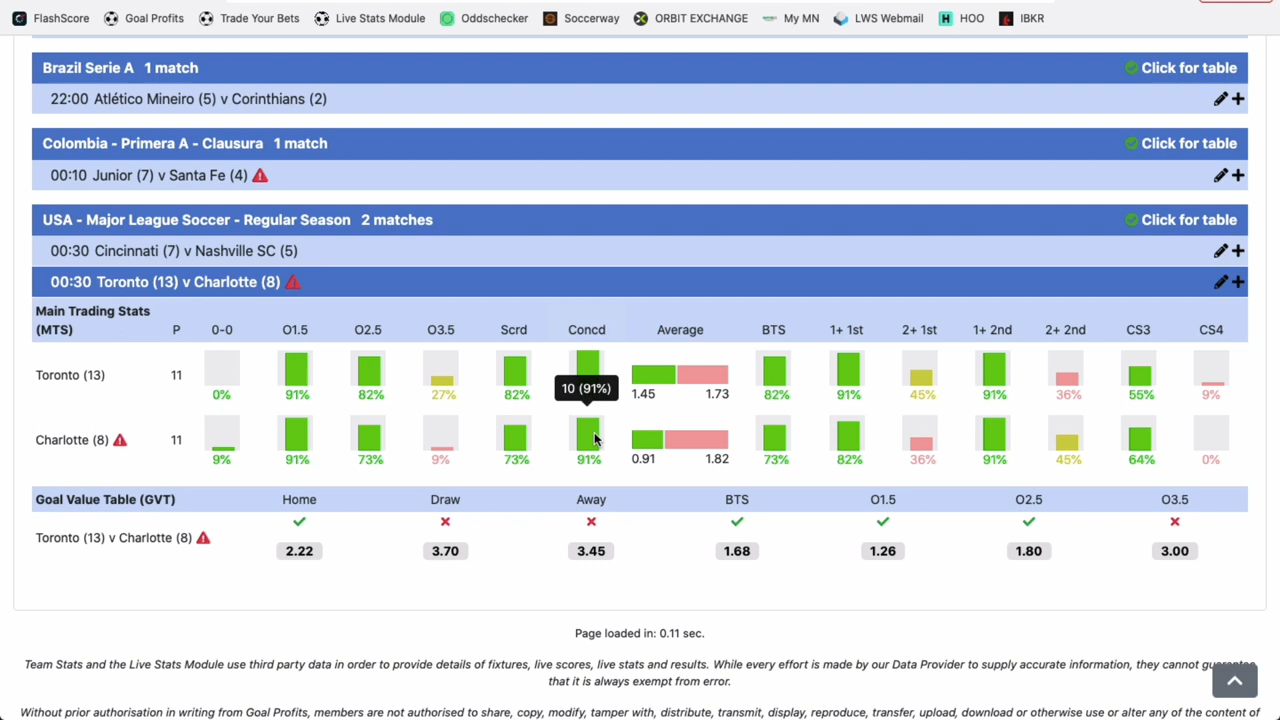 FlashScore Goal Profits Trade Your Bets Live Stats Module Oddschecker Soccerway ORBIT EXCHANGE My MN LWS Webmail H HOO IBKR
Brazil Serie A 1 match Click for table
22:00 Atlético Mineiro (5) v Corinthians (2)
Colombia - Primera A - Clausura 1 match Click for table
00:10 Junior (7) v Santa Fe (4)
USA - Major League Soccer - Regular Season 2 matches Click for table
00:30 Cincinnati (7) v Nashville SC (5)
00:30 Toronto (13) v Charlotte (8)
Main Trading Stats
(MTS) P 0-0 O1.5 O2.5 O3.5 Scrd Concd Average BTS 1+ 1st 2+ 1st 1+ 2nd 2+ 2nd CS3 CS4
Toronto (13) 11 0% 91% 82% 27% 82% 10 (91%) 1.45 1.73 82% 91% 45% 91% 36% 55% 9%
Charlotte (8) 11 9% 91% 73% 9% 73% 91% 0.91 1.82 73% 82% 36% 91% 45% 64% 0%
Goal Value Table (GVT) Home Draw Away BTS O1.5 O2.5 O3.5
Toronto (13) v Charlotte (8) 2.22 3.70 3.45 1.68 1.26 1.80 3.00
Page loaded in: 0.11 sec.
Team Stats and the Live Stats Module use third party data in order to provide details of fixtures, live scores, live stats and results. While every effort is made by our Data Provider to supply accurate information, they cannot guarantee
that it is always exempt from error.
Without prior authorisation in writing from Goal Profits, members are not authorised to share, copy, modify, tamper with, distribute, transmit, display, reproduce, transfer, upload, download or otherwise use or alter any of the content of